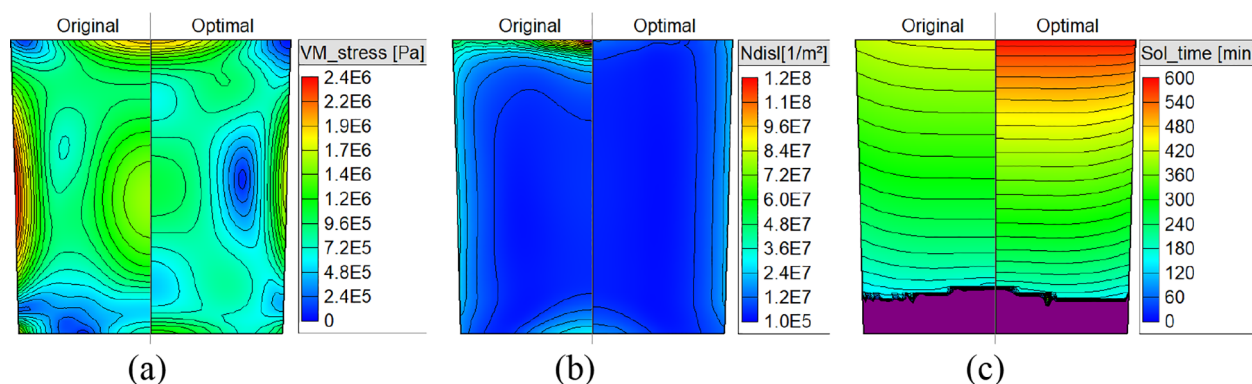 Original Optimal
VM_stress [Pa]
2.4E6
2.2E6
1.9E6
1.7E6
1.4E6
1.2E6
9.6E5
7.2E5
4.8E5
2.4E5
0
(a)
Original Optimal
Ndisl[1/m²]
1.2E8
1.1E8
9.6E7
8.4E7
7.2E7
6.0E7
4.9E7
3.7E7
2.4E7
1.2E7
1.0E5
(b)
Original Optimal
Sol_time [min
600
540
480
420
360
300
240
180
120
60
0
(c)